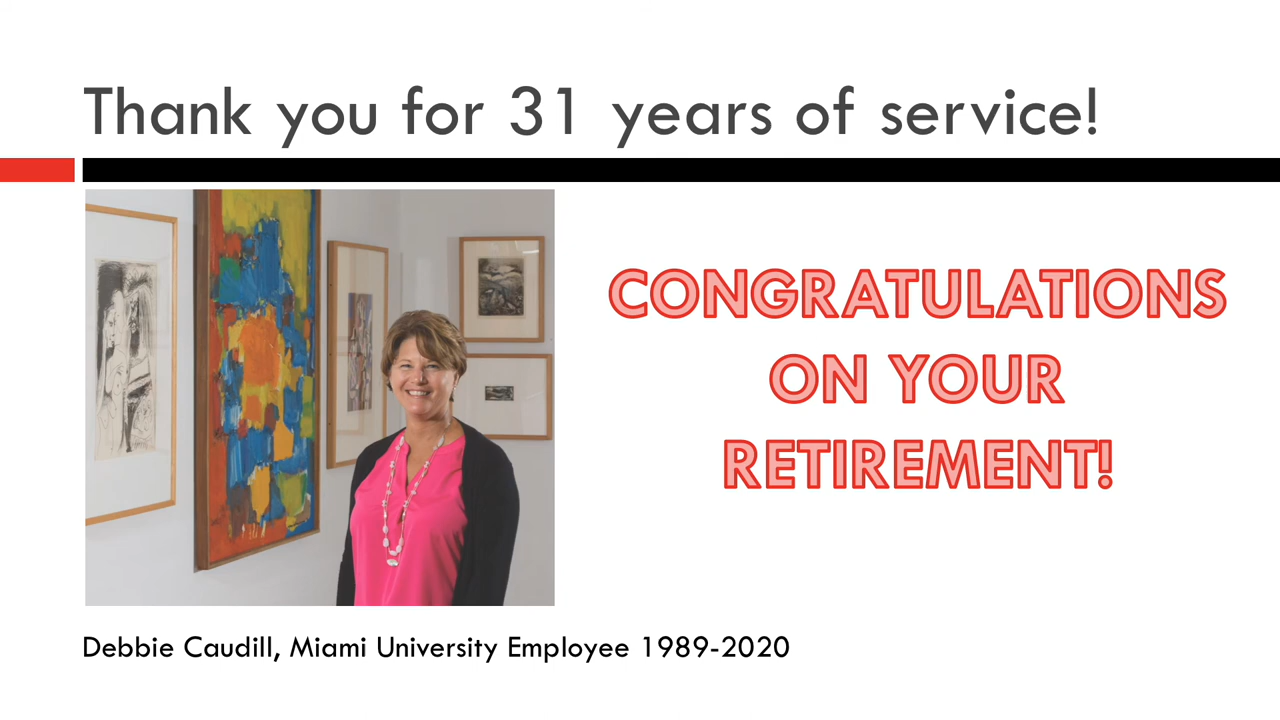 Thank you for 31 years of service!
CONGRATULATIONS
ON YOUR
RETIREMENT!
Debbie Caudill, Miami University Employee 1989-2020